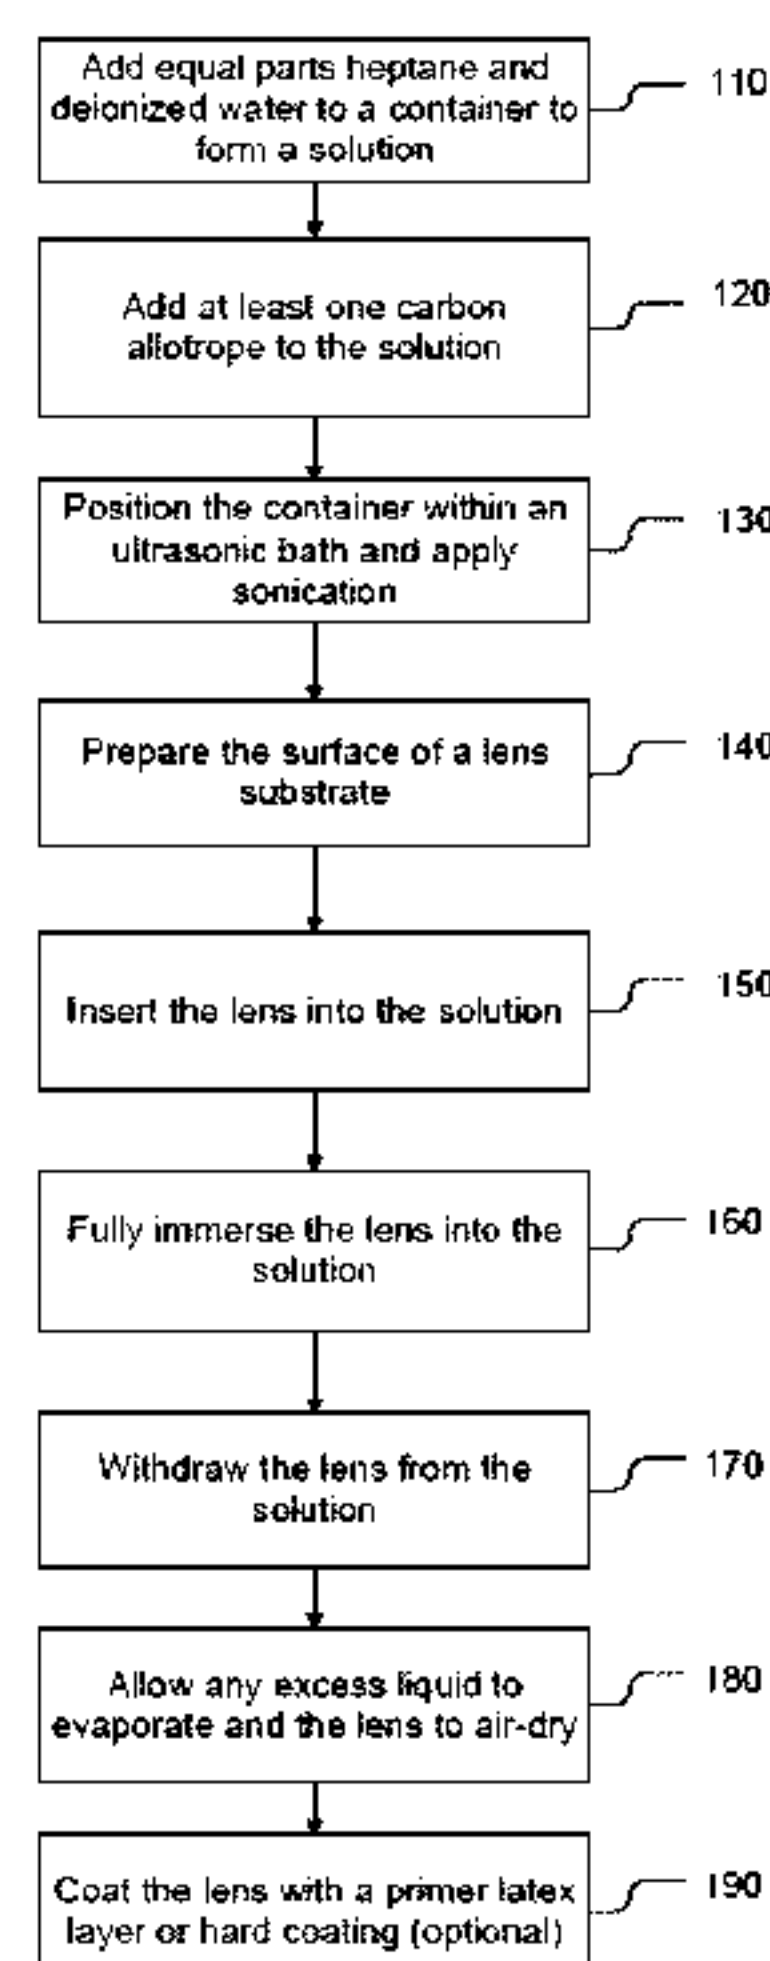 Add equal parts heptane and
deionized water to a container to
form a solution
110
Add at least one carbon
allotrope to the solution
120
Position the container within an
ultrasonic bath and apply
sonication
130
Prepare the surface of a lens
substrate
140
Insert the lens into the solution
150
Fully immerse the lens into the
solution
160
Withdraw the lens from the
solution
170
Allow any excess liquid to
evaporate and the lens to air-dry
180
Coat the lens with a primer latex
layer or hard coating (optional)
190